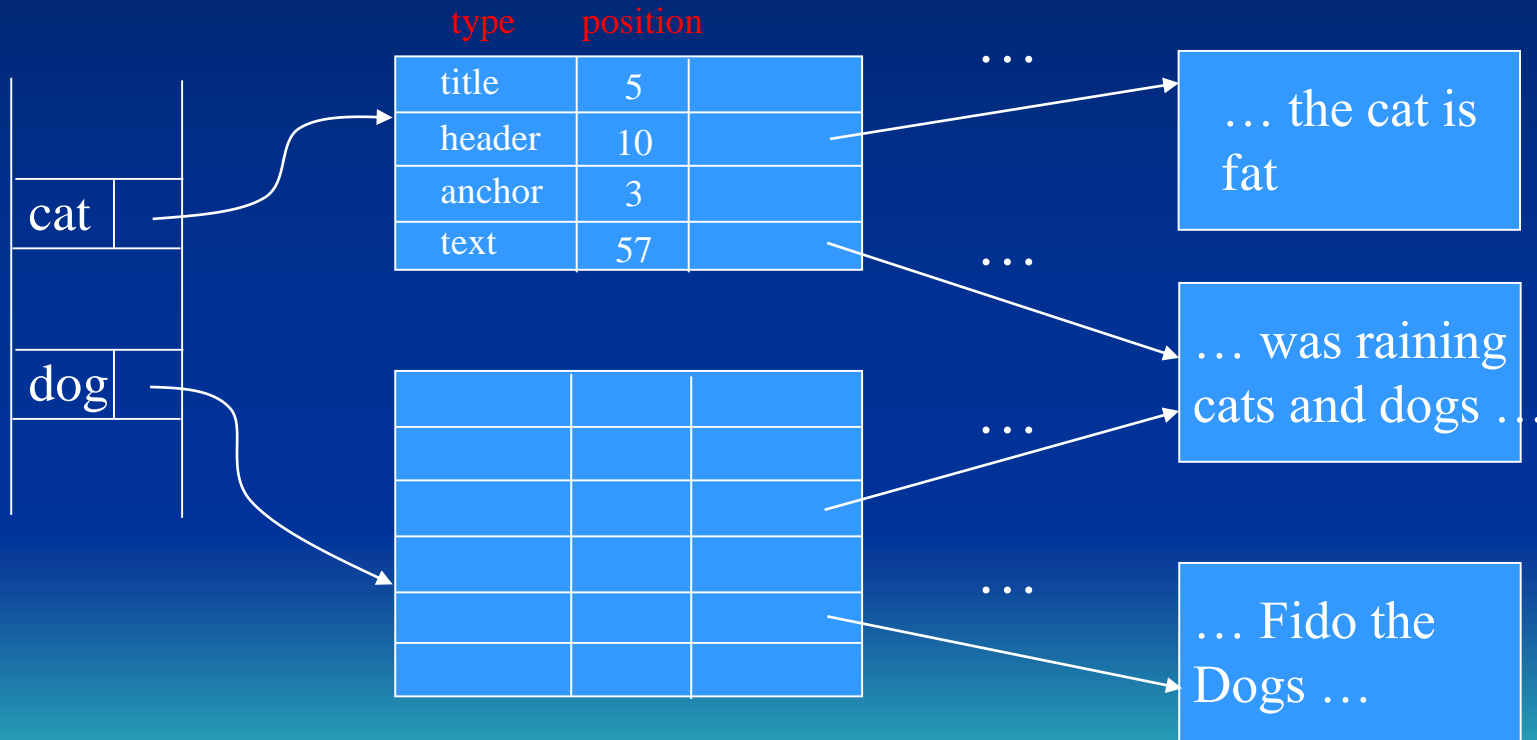 type position
cat
dog
title 5
header 10
anchor 3
text 57
…
…
…
…
… the cat is
fat
… was raining
cats and dogs …
… Fido the
Dogs …